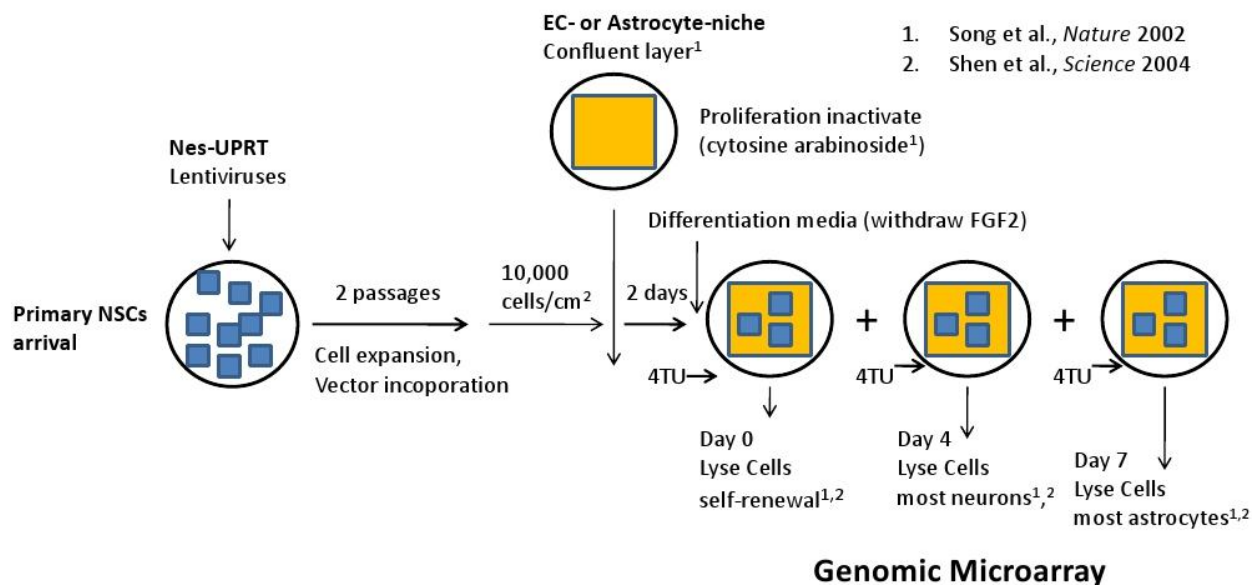 EC- or Astrocyte-niche
Confluent layer¹
1. Song et al., Nature 2002
2. Shen et al., Science 2004
Proliferation inactivate
(cytosine arabinoside¹)
Nes-UPRT
Lentiviruses
Differentiation media (withdraw FGF2)
Primary NSCs
arrival
2 passages
Cell expansion,
Vector incoporation
10,000
cells/cm²
2 days
+
+
4TU
4TU
4TU
Day 0
Lyse Cells
self-renewal¹,²
Day 4
Lyse Cells
most neurons¹,²
Day 7
Lyse Cells
most astrocytes¹,²
Genomic Microarray